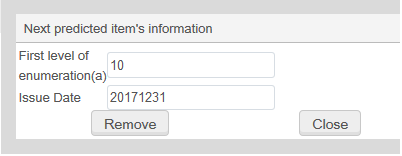 Next predicted item's information
First level of
enumeration(a) 10
Issue Date 20171231
Remove Close